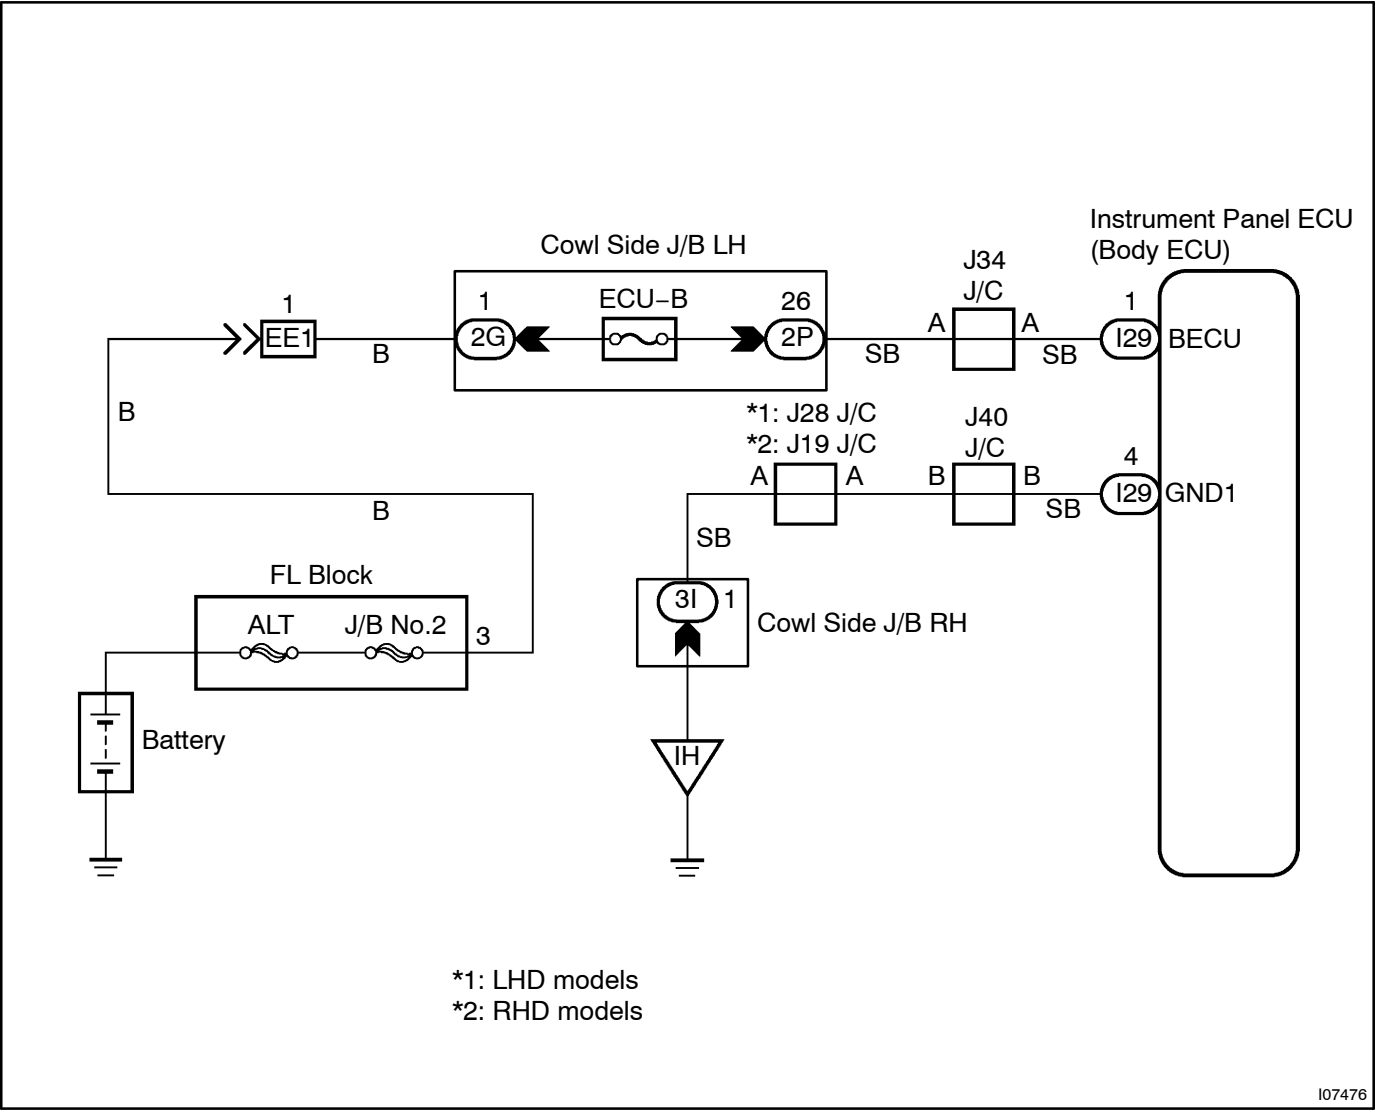 Instrument Panel ECU
(Body ECU)
Cowl Side J/B LH
J34
J/C
1
1
ECU−B
26
1
EE1
2G
2P
A
A
I29
BECU
B
SB
SB
B
*1: J28 J/C
*2: J19 J/C
J40
J/C
4
A
A
B
B
I29
GND1
B
SB
SB
FL Block
3I
1
Cowl Side J/B RH
ALT
J/B No.2
3
Battery
IH
*1: LHD models
*2: RHD models
I07476